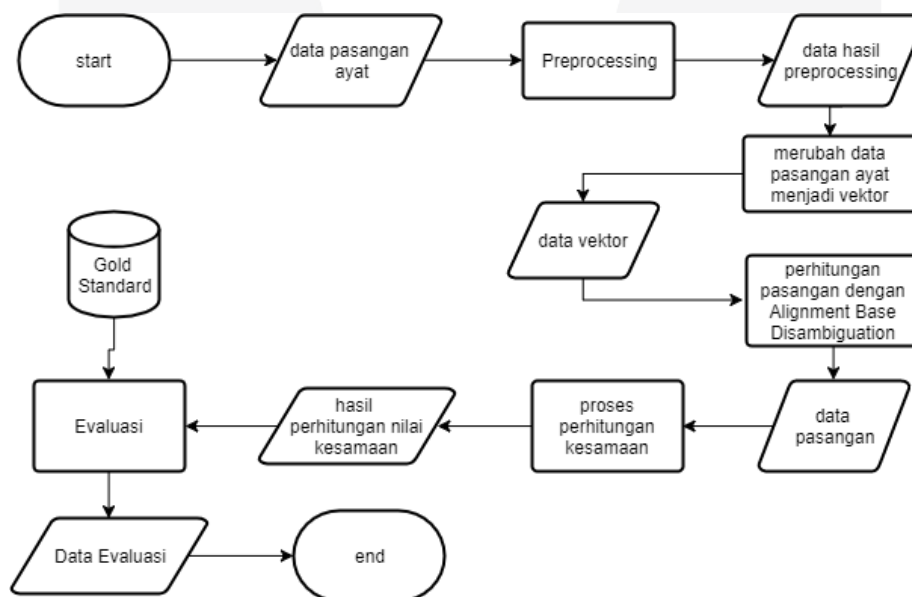 start
data pasangan
ayat
Preprocessing
data hasil
preprocessing
merubah data
pasangan ayat
menjadi vektor
data vektor
perhitungan
pasangan dengan
Alignment Base
Disambiguation
data
pasangan
proses
perhitungan
kesamaan
hasil
perhitungan nilai
kesamaan
Gold
Standard
Evaluasi
Data Evaluasi
end